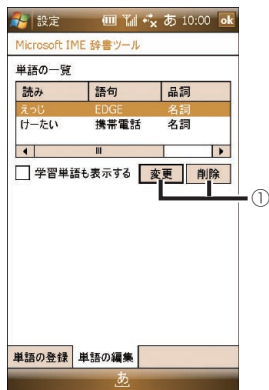 設定 あ 10:00 ok
Microsoft IME 辞書ツール
単語の一覧
読み 語句 品詞
えっじ EDGE 名詞
けーたい 携帯電話 名詞
学習単語も表示する 変更 削除
①
単語の登録 単語の編集
あ